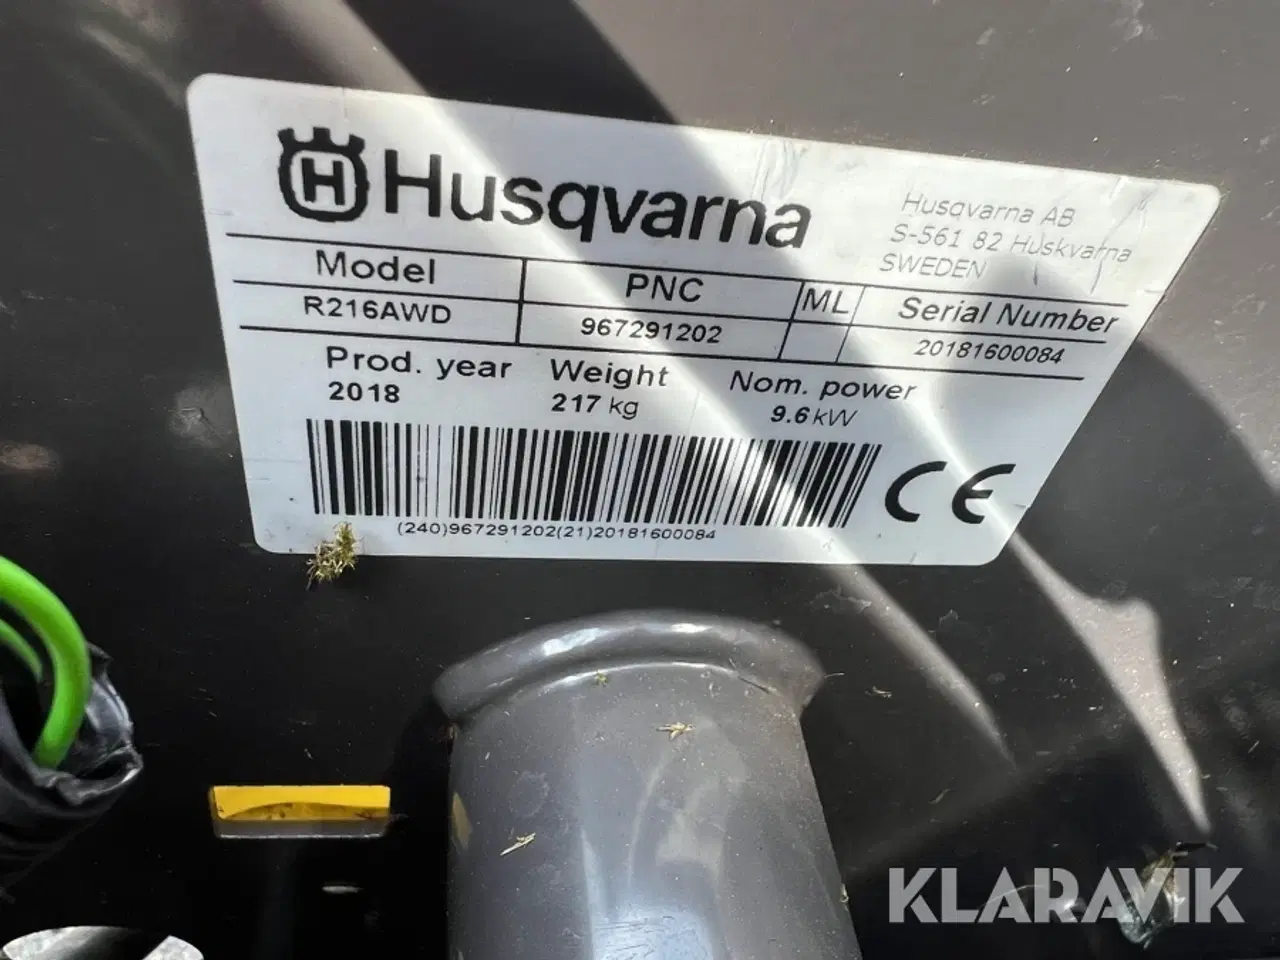 H Husqvarna
Husqvarna AB
S-561 82 Huskvarna
SWEDEN
Model PNC ML Serial Number
R216AWD 967291202 20181600084
Prod. year Weight Nom. power
2018 217 kg 9.6 kW
CE
(240)967291202(21)20181600084
KLARAVIK